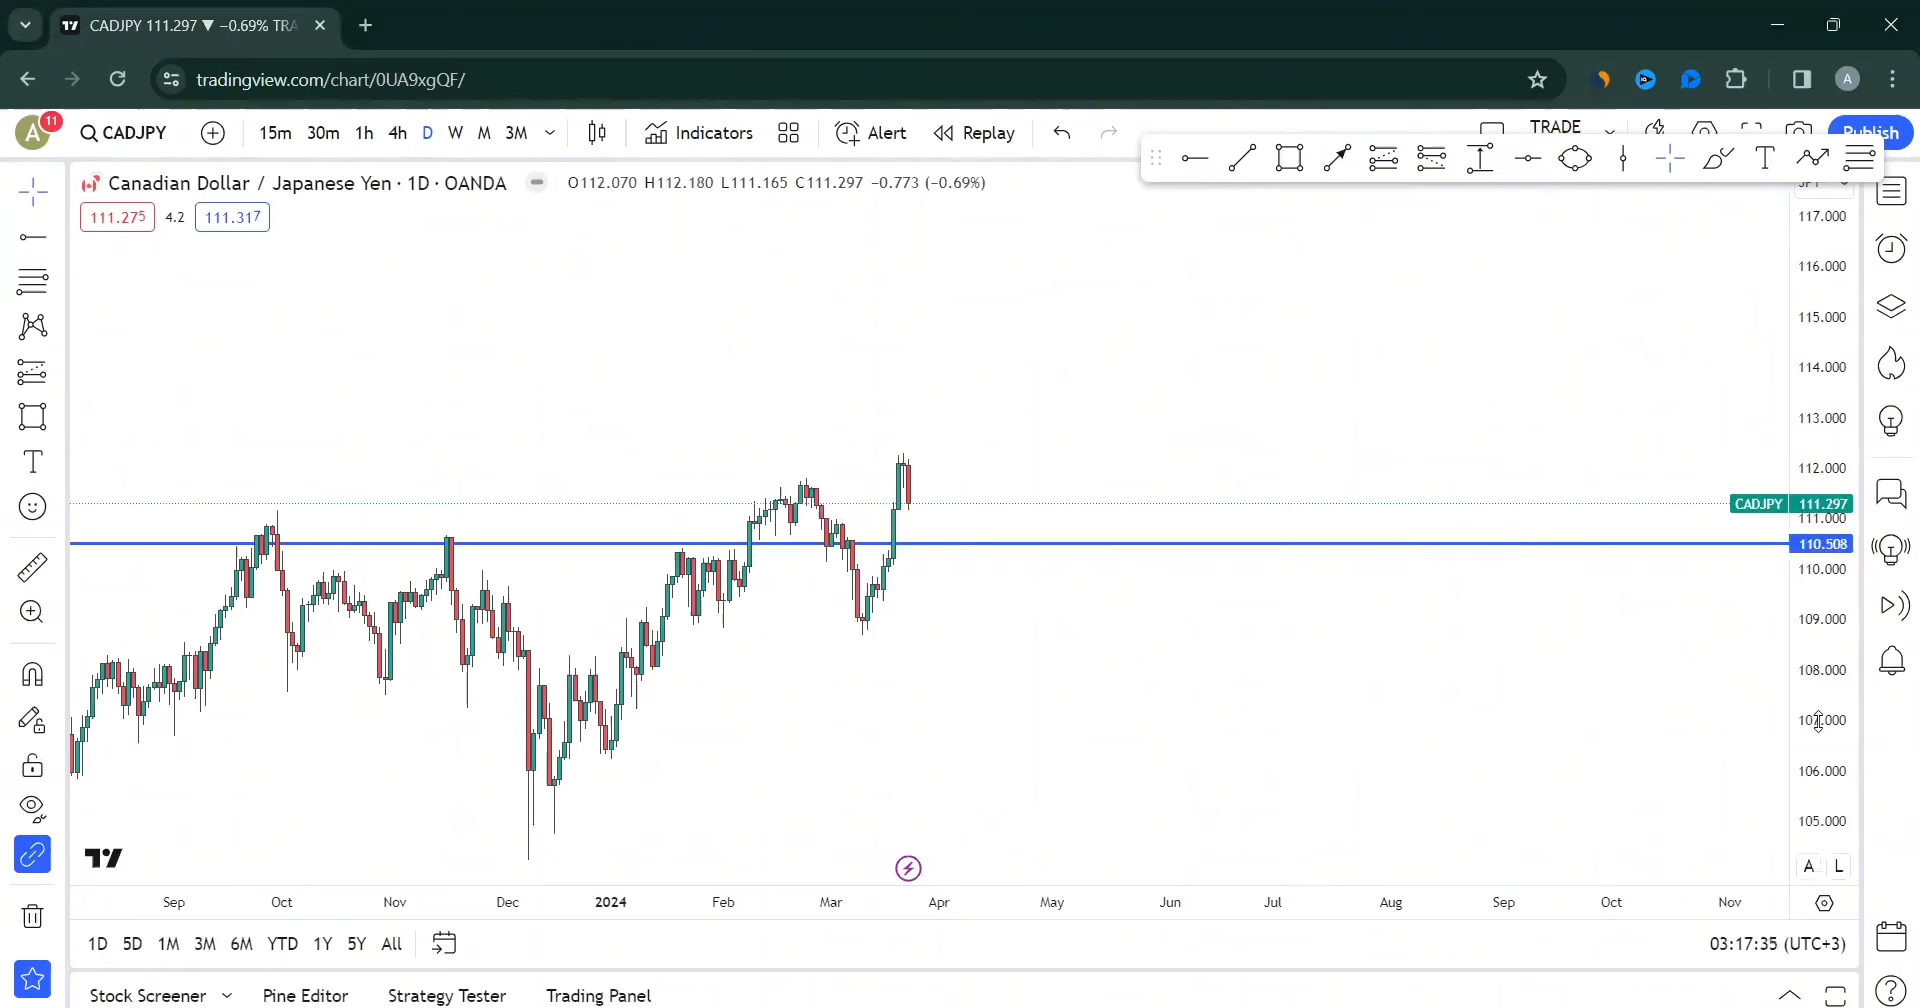 CADJPY 111.297 ▼ −0.69% TRA
tradingview.com/chart/0UA9xgQF/
A
A
11
CADJPY
15m 30m 1h 4h D W M 3M
Indicators
Alert
Replay
TRADE
Publish
Canadian Dollar / Japanese Yen · 1D · OANDA
O112.070 H112.180 L111.165 C111.297 −0.773 (−0.69%)
111.275 4.2 111.317
JPY
117.000
116.000
115.000
114.000
113.000
112.000
CADJPY 111.297
111.000
110.508
110.000
109.000
108.000
107.000
106.000
105.000
A L
Sep Oct Nov Dec 2024 Feb Mar Apr May Jun Jul Aug Sep Oct Nov
1D 5D 1M 3M 6M YTD 1Y 5Y All
03:17:35 (UTC+3)
Stock Screener Pine Editor Strategy Tester Trading Panel